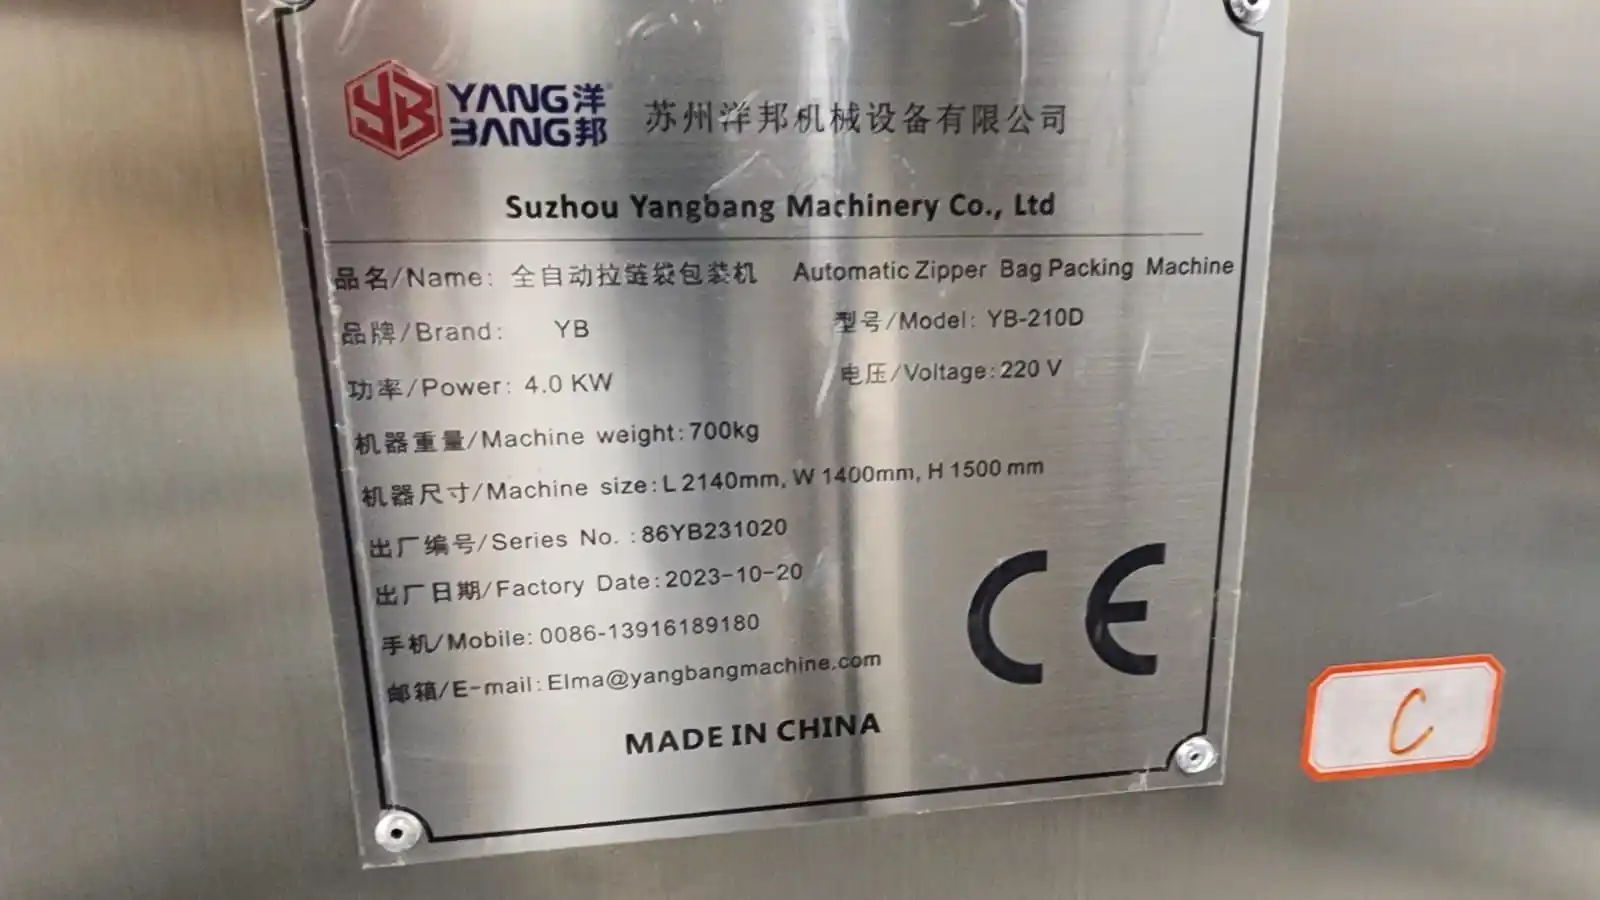 YB YANG洋 BANG邦
苏州洋邦机械设备有限公司
Suzhou Yangbang Machinery Co., Ltd
品名/Name: 全自动拉链袋包装机 Automatic Zipper Bag Packing Machine
品牌/Brand: YB 型号/Model: YB-210D
功率/Power: 4.0 KW 电压/Voltage:220 V
机器重量/Machine weight:700kg
机器尺寸/Machine size:L 2140mm, W 1400mm, H 1500 mm
出厂编号/Series No. :86YB231020
出厂日期/Factory Date:2023-10-20
手机/Mobile: 0086-13916189180
邮箱/E-mail:Elma@yangbangmachine.com
CE
MADE IN CHINA
C